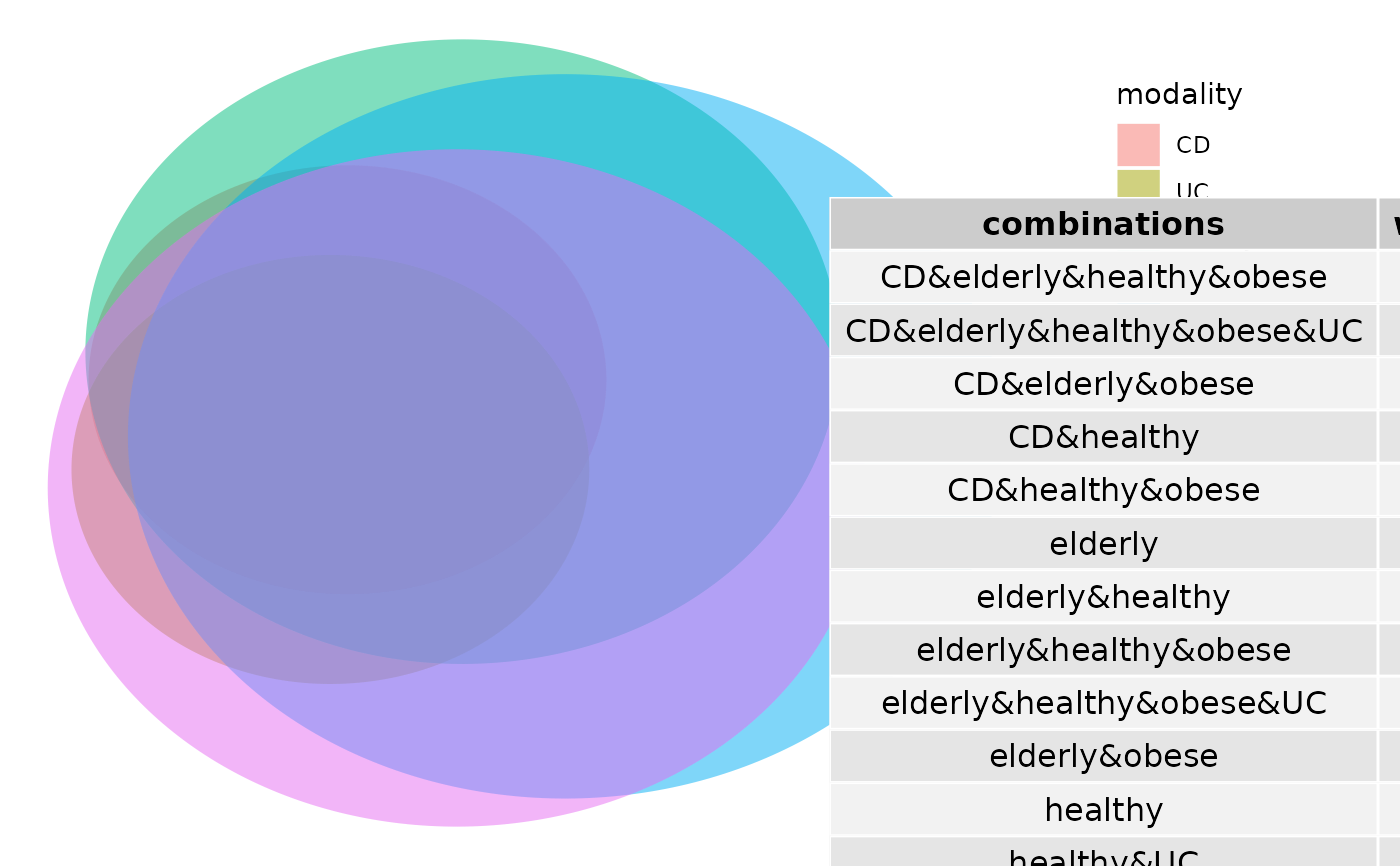 modality
CD
UC
combinations
CD&elderly&healthy&obese
CD&elderly&healthy&obese&UC
CD&elderly&obese
CD&healthy
CD&healthy&obese
elderly
elderly&healthy
elderly&healthy&obese
elderly&healthy&obese&UC
elderly&obese
healthy
healthy&UC